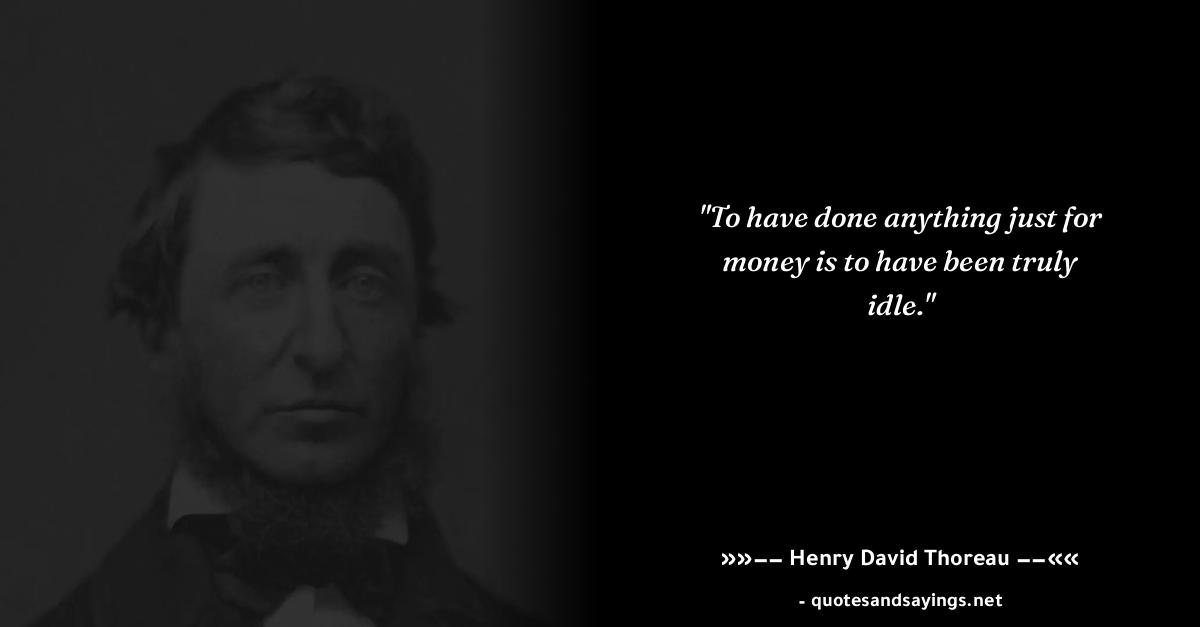 "To have done anything just for
money is to have been truly
idle."
»»−− Henry David Thoreau −−««
- quotesandsayings.net